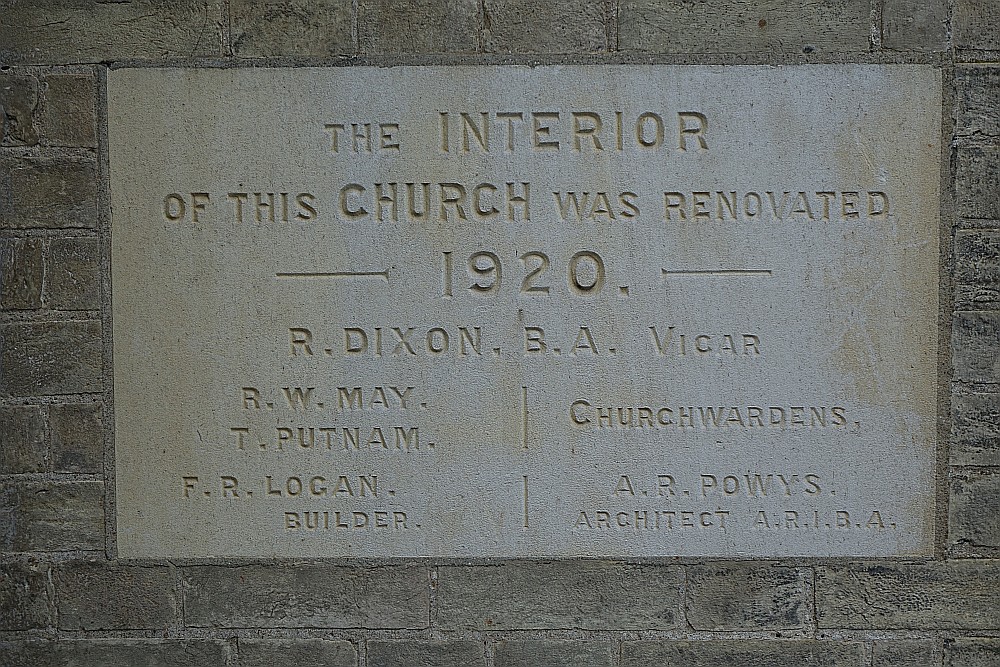 THE INTERIOR
OF THIS CHURCH WAS RENOVATED
1920.
R. DIXON, B.A. VICAR
R. W. MAY.
T. PUTNAM.
CHURCHWARDENS,
F. R. LOGAN.
BUILDER.
A. R. POWYS.
ARCHITECT A.R.I.B.A.